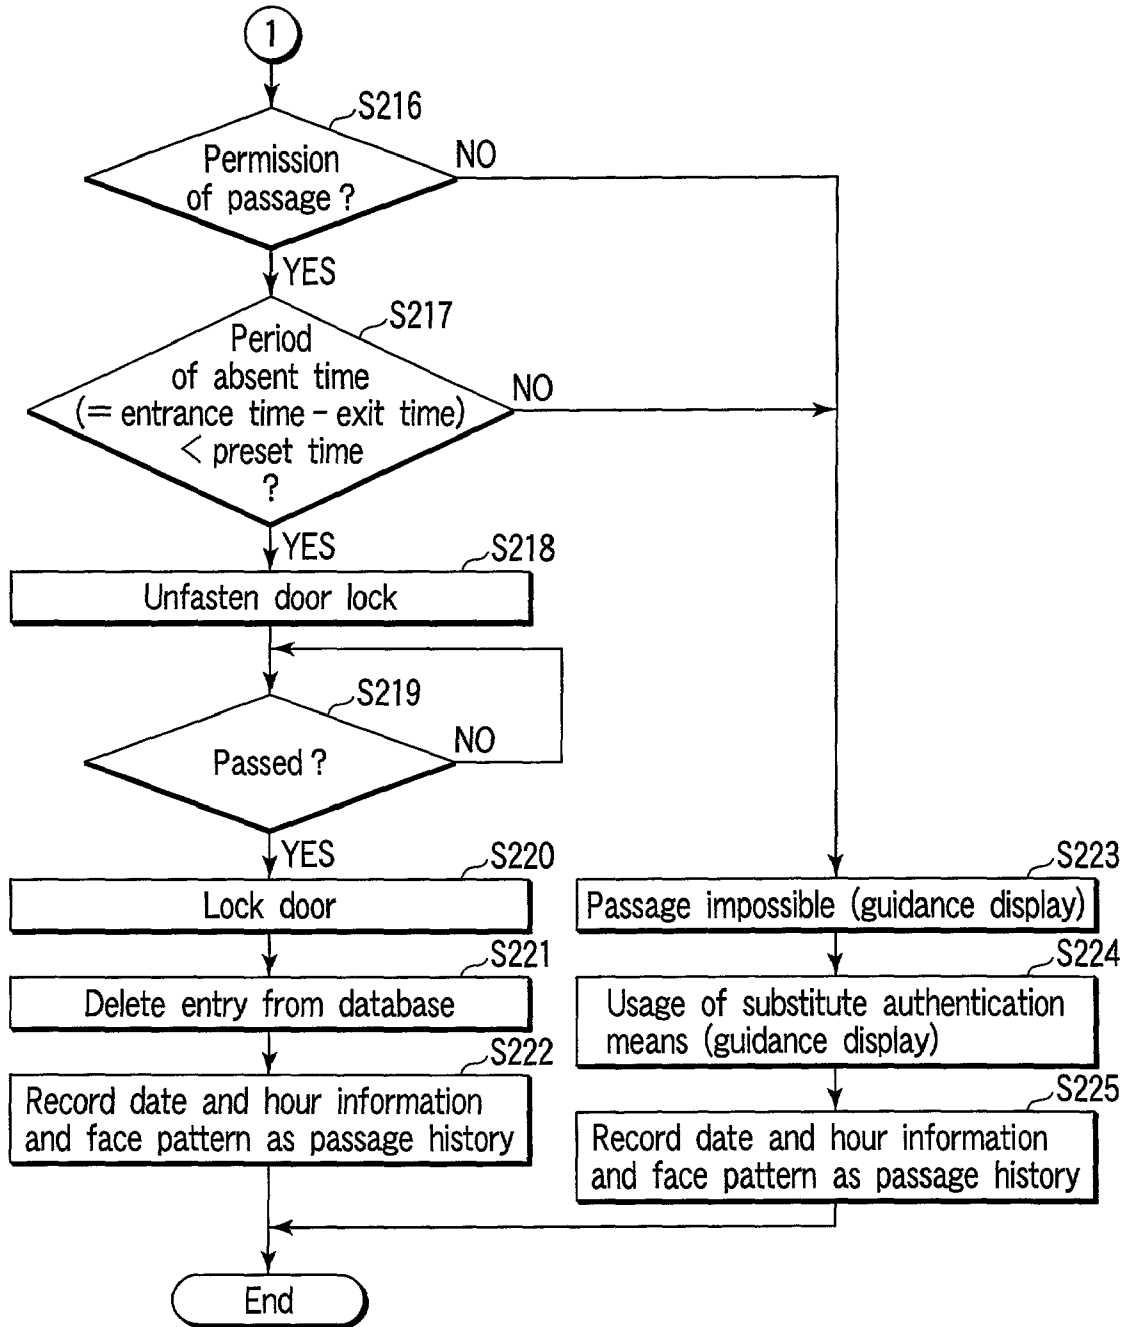 1
S216
Permission
of passage ?
NO
YES
S217
Period
of absent time
(= entrance time - exit time)
< preset time
?
NO
YES
S218
Unfasten door lock
S219
Passed ?
NO
YES
S220
Lock door
S221
Delete entry from database
S222
Record date and hour information
and face pattern as passage history
S223
Passage impossible (guidance display)
S224
Usage of substitute authentication
means (guidance display)
S225
Record date and hour information
and face pattern as passage history
End